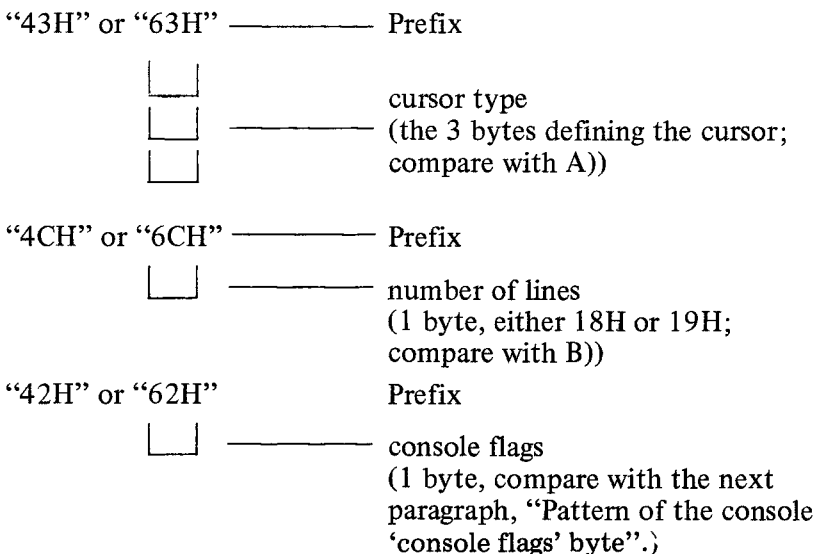 “43H” or “63H” Prefix
cursor type
(the 3 bytes defining the cursor;
compare with A))
“4CH” or “6CH” Prefix
number of lines
(1 byte, either 18H or 19H;
compare with B))
“42H” or “62H” Prefix
console flags
(1 byte, compare with the next
paragraph, “Pattern of the console
‘console flags’ byte”.)